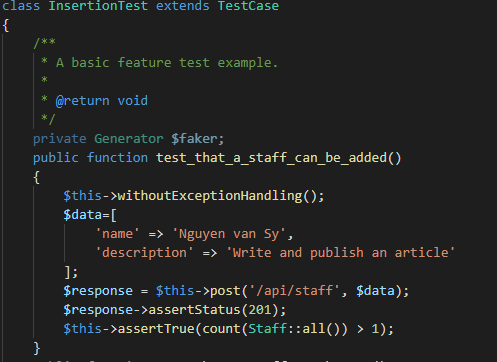 class InsertionTest extends TestCase
{
    /**
     * A basic feature test example.
     *
     * @return void
     */
    private Generator $faker;
    public function test_that_a_staff_can_be_added()
    {
        $this->withoutExceptionHandling();
        $data=[
            'name' => 'Nguyen van Sy',
            'description' => 'Write and publish an article'
        ];
        $response = $this->post('/api/staff', $data);
        $response->assertStatus(201);
        $this->assertTrue(count(Staff::all()) > 1);
    }